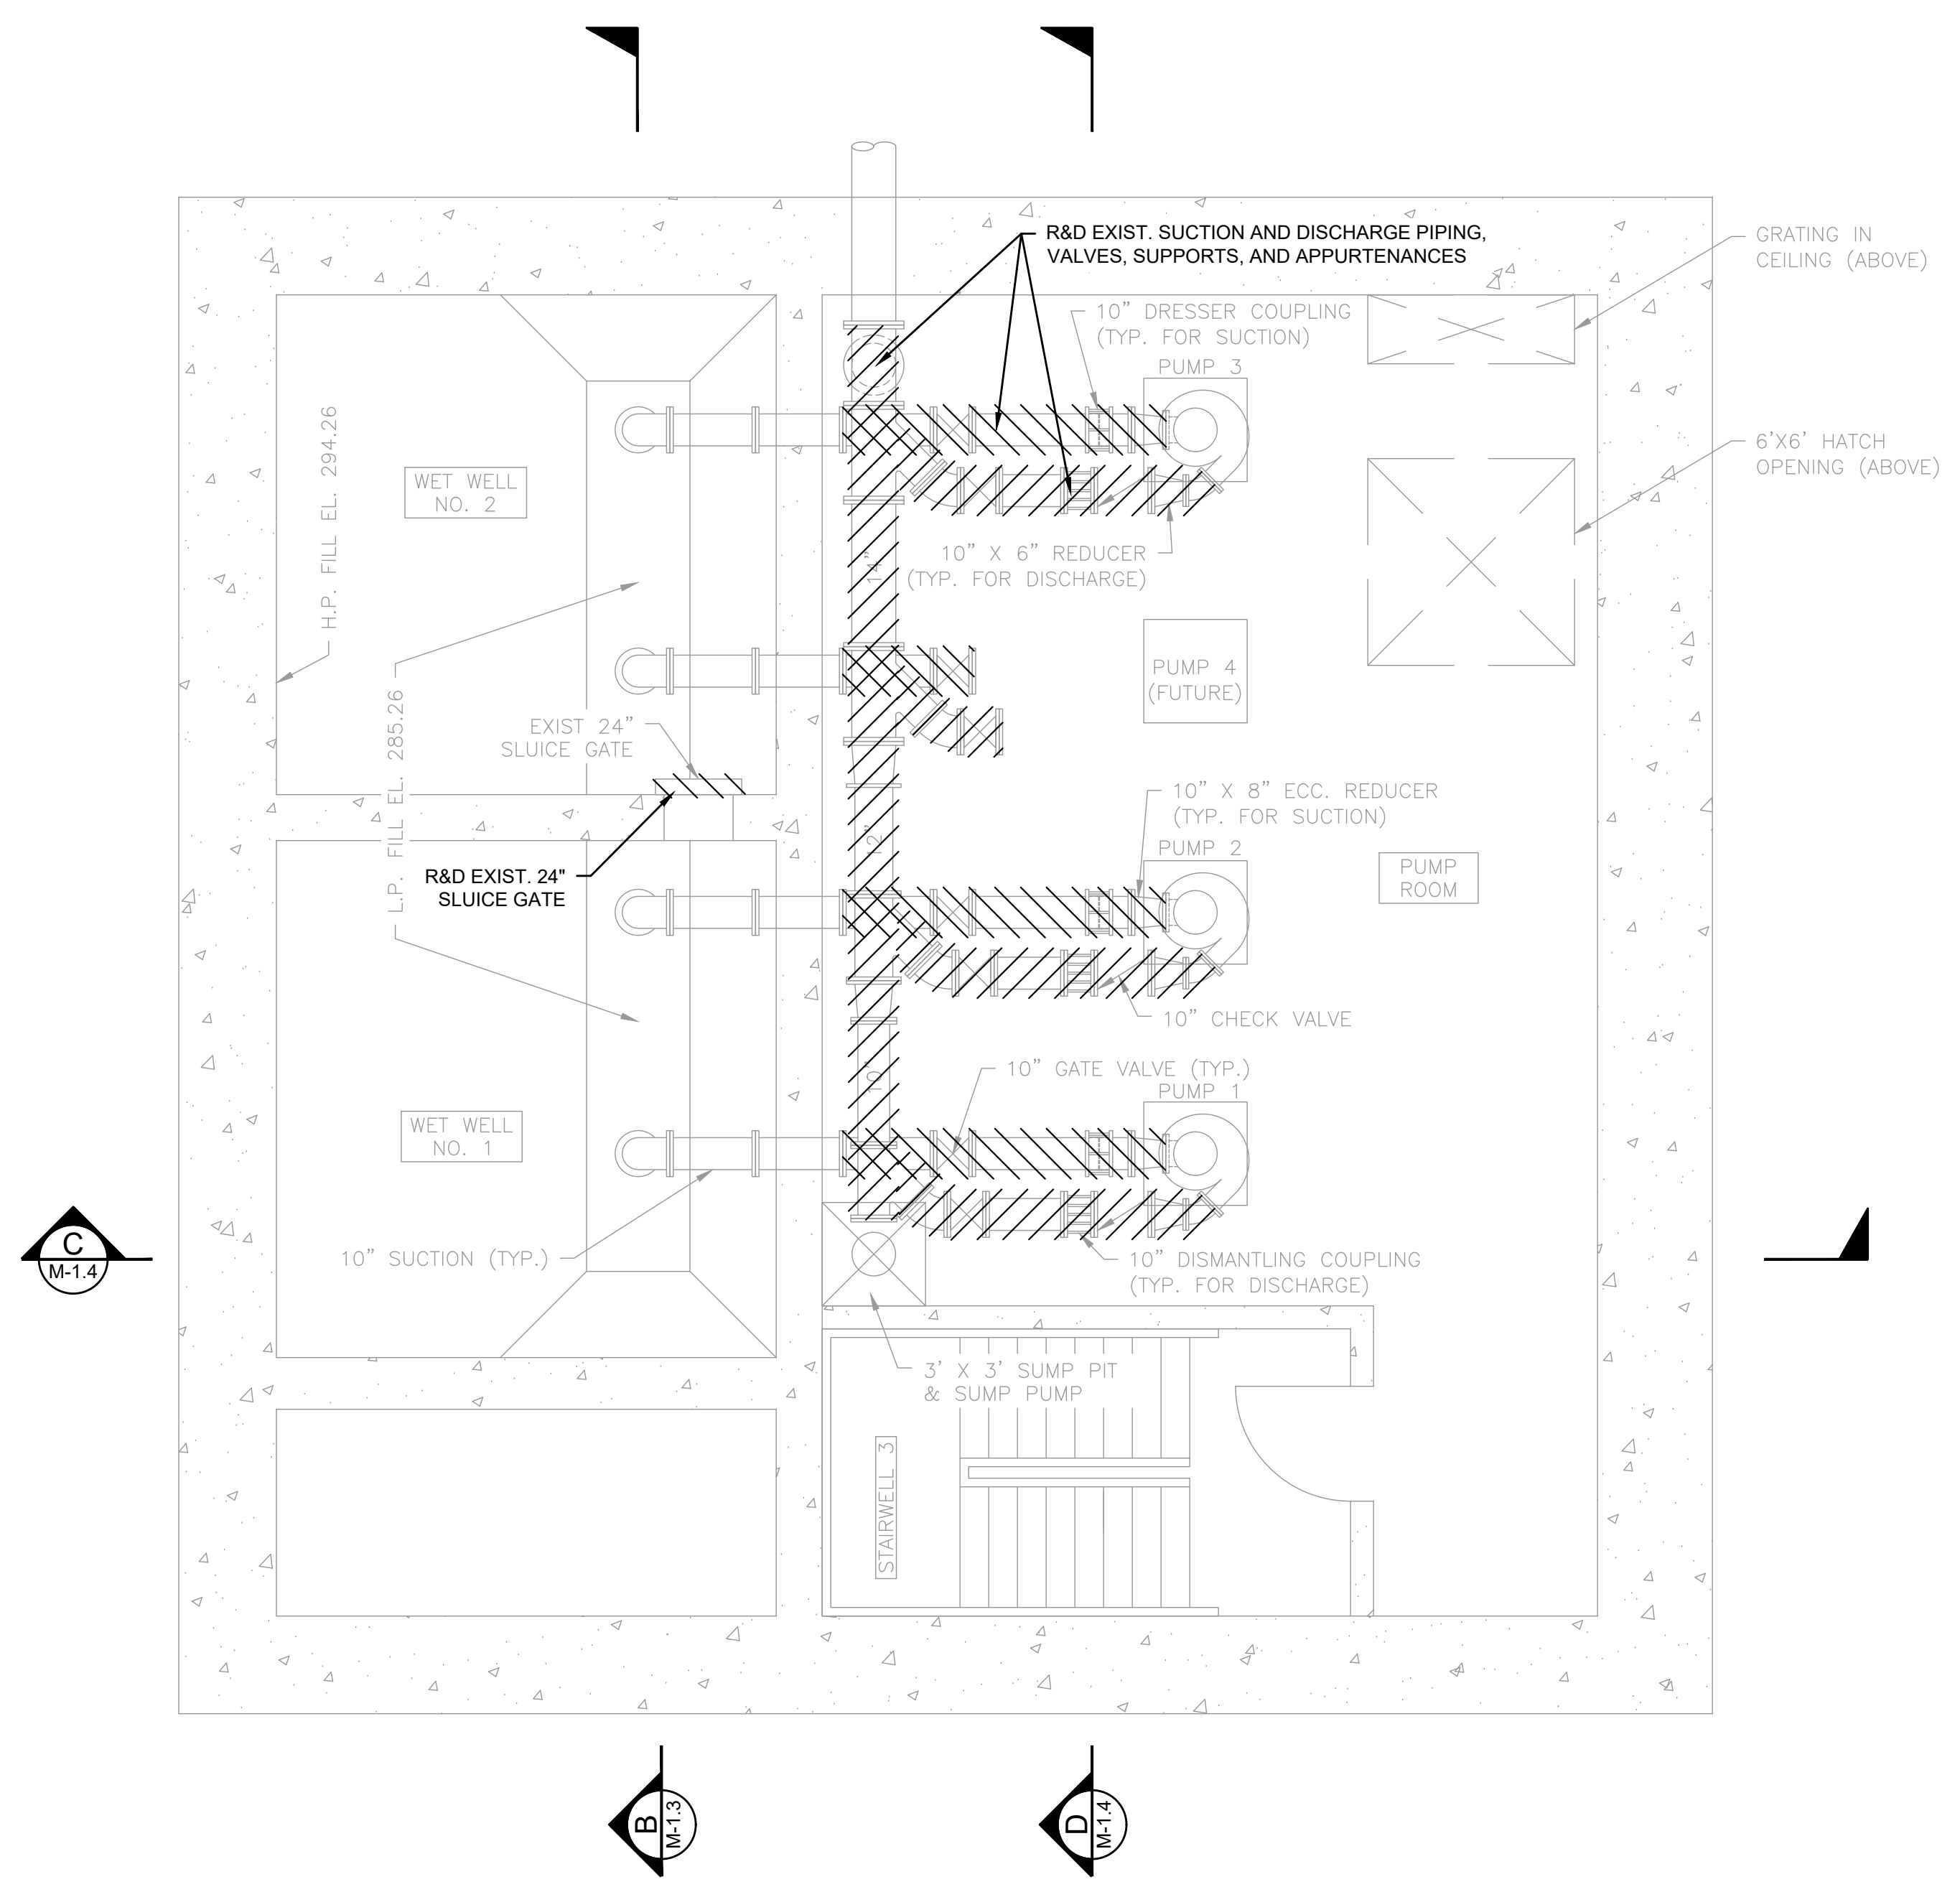 R&D EXIST. SUCTION AND DISCHARGE PIPING,
VALVES, SUPPORTS, AND APPURTENANCES
GRATING IN
CEILING (ABOVE)
10" DRESSER COUPLING
(TYP. FOR SUCTION)
PUMP 3
H.P. FILL EL. 294.26
6'X6' HATCH
OPENING (ABOVE)
WET WELL
NO. 2
10" X 6" REDUCER
(TYP. FOR DISCHARGE)
14"
PUMP 4
(FUTURE)
L.P. FILL EL. 285.26
EXIST 24"
SLUICE GATE
10" X 8" ECC. REDUCER
(TYP. FOR SUCTION)
12"
PUMP 2
R&D EXIST. 24"
SLUICE GATE
PUMP
ROOM
10" CHECK VALVE
10" GATE VALVE (TYP.)
10"
PUMP 1
WET WELL
NO. 1
C
M-1.4
10" SUCTION (TYP.)
10" DISMANTLING COUPLING
(TYP. FOR DISCHARGE)
3' X 3' SUMP PIT
& SUMP PUMP
STAIRWELL 3
B
M-1.3
D
M-1.4